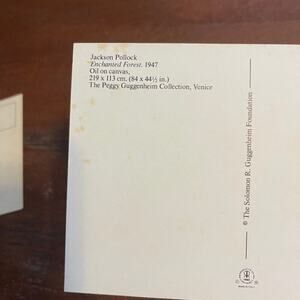 Jackson Pollock
Enchanted Forest. 1947
Oil on canvas,
219 x 113 cm. (84 x 44½ in.)
The Peggy Guggenheim Collection, Venice
© The Solomon R. Guggenheim Foundation